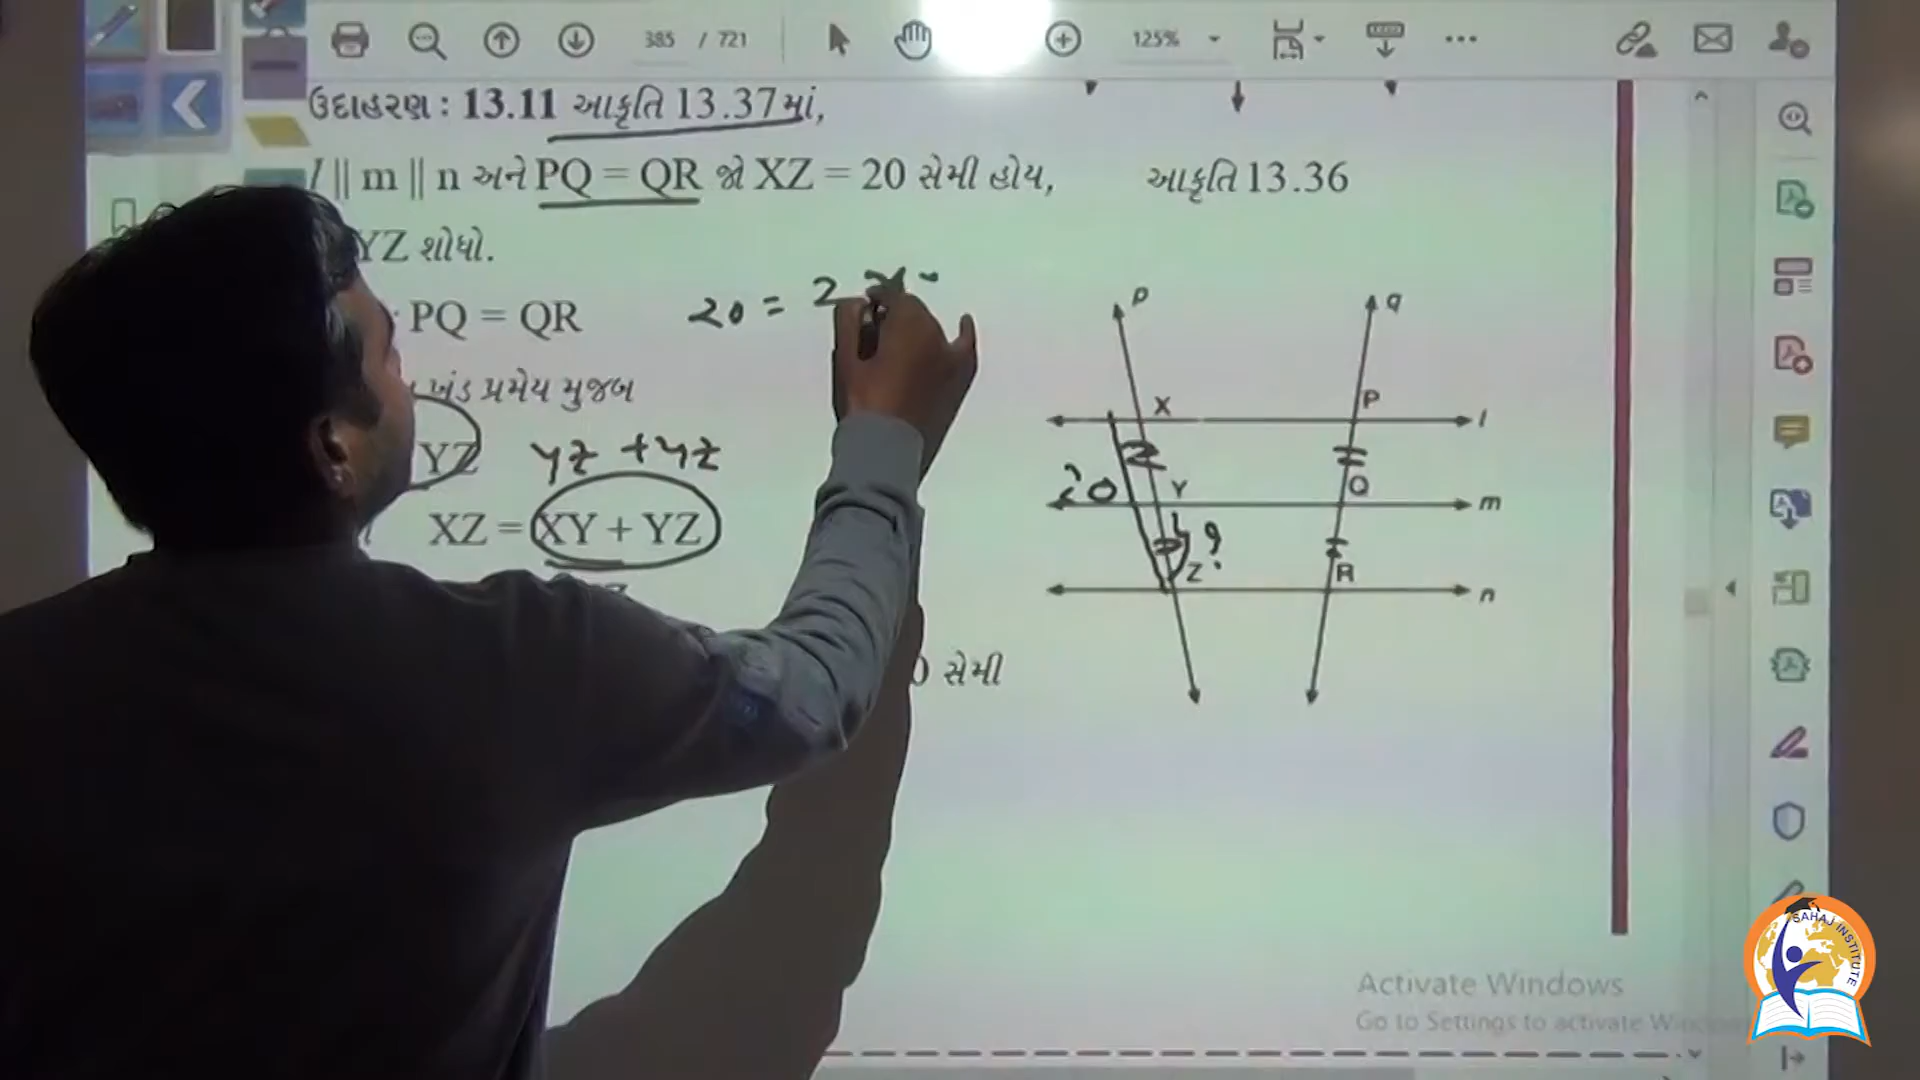 385 / 721
125%
ઉદાહરણ : 13.11 આકૃતિ 13.37માં,
l || m || n અને PQ = QR જો XZ = 20 સેમી હોય,
આકૃતિ 13.36
YZ શોધો.
PQ = QR
20 = 2
ખંડ પ્રમેય મુજબ
YZ
yz + yz
XZ = XY + YZ
0 સેમી
p
q
X
P
l
20
Y
Q
m
?
Z
R
n
Activate Windows
Go to Settings to activate
SAHAJ INSTITUTE